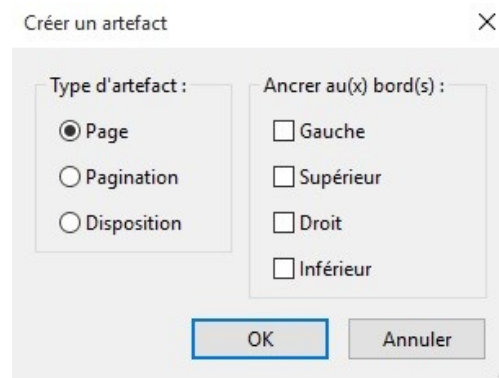 Créer un artefact
Type d'artefact :
Page
Pagination
Disposition
Ancrer au(x) bord(s) :
Gauche
Supérieur
Droit
Inférieur
OK
Annuler